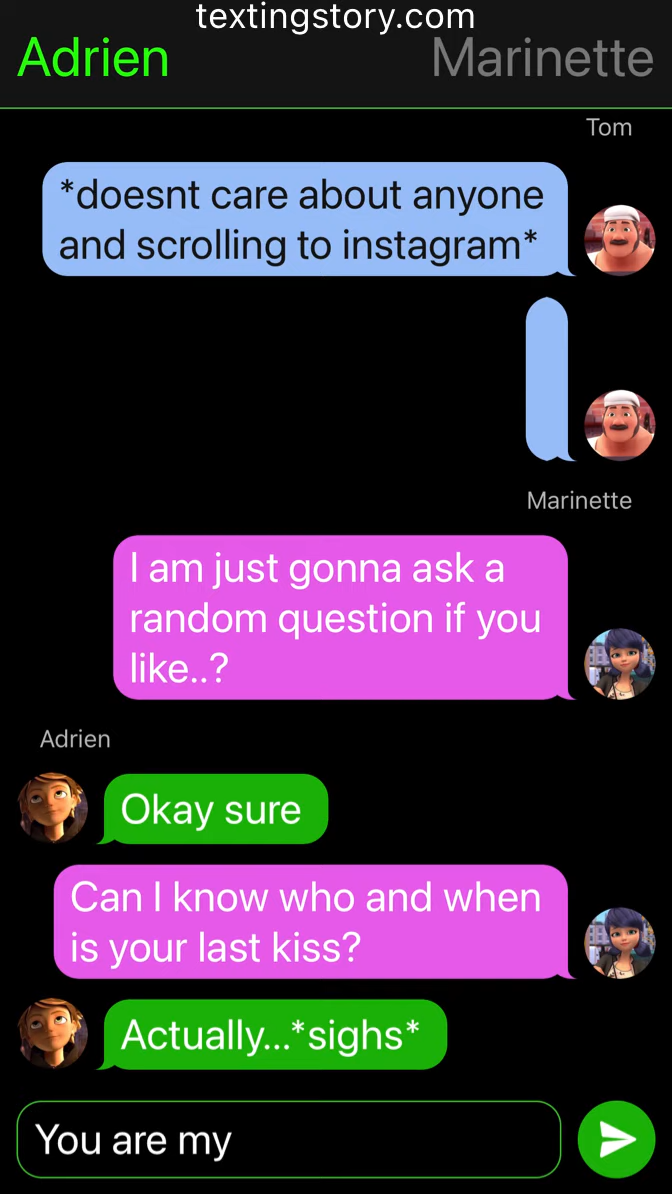 textingstory.com
Adrien
Marinette
Tom
*doesnt care about anyone
and scrolling to instagram*
Marinette
I am just gonna ask a
random question if you
like..?
Adrien
Okay sure
Can I know who and when
is your last kiss?
Actually...*sighs*
You are my